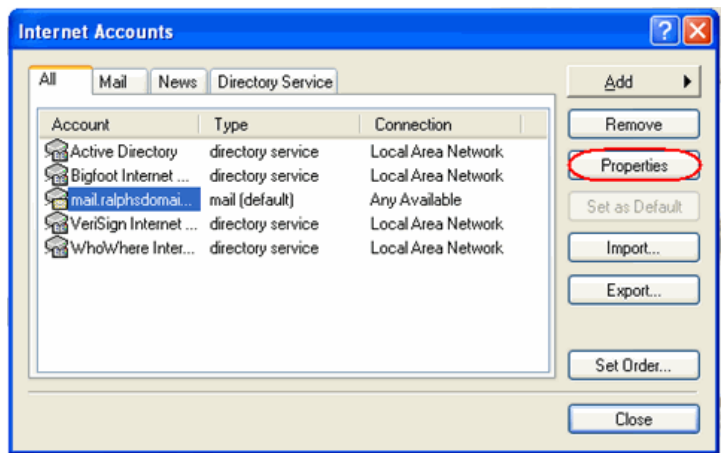 Internet Accounts
All Mail News Directory Service
Add
Account Type Connection
Remove
Active Directory directory service Local Area Network
Bigfoot Internet ... directory service Local Area Network
Properties
mail.ralphsdomai... mail (default) Any Available
Set as Default
VeriSign Internet ... directory service Local Area Network
WhoWhere Inter... directory service Local Area Network
Import...
Export...
Set Order...
Close